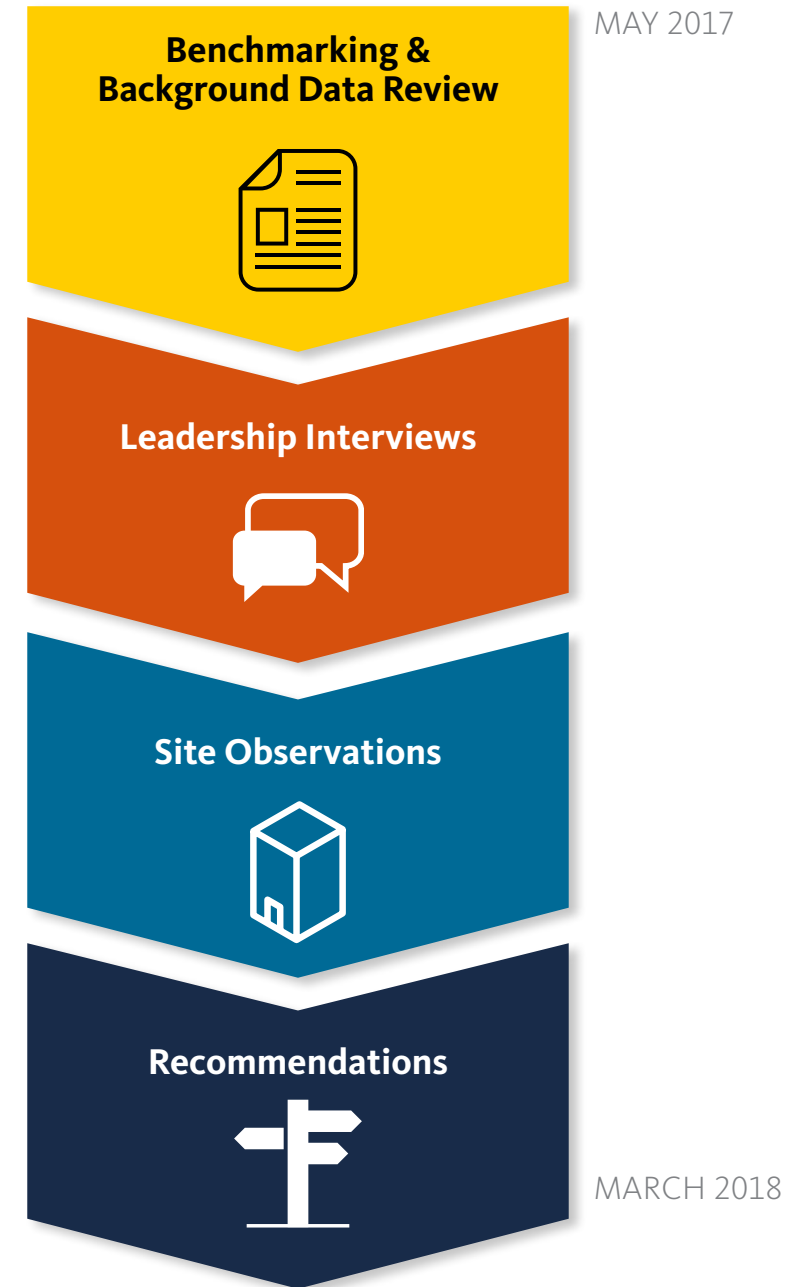 MAY 2017
Benchmarking &
Background Data Review
Leadership Interviews
Site Observations
Recommendations
MARCH 2018